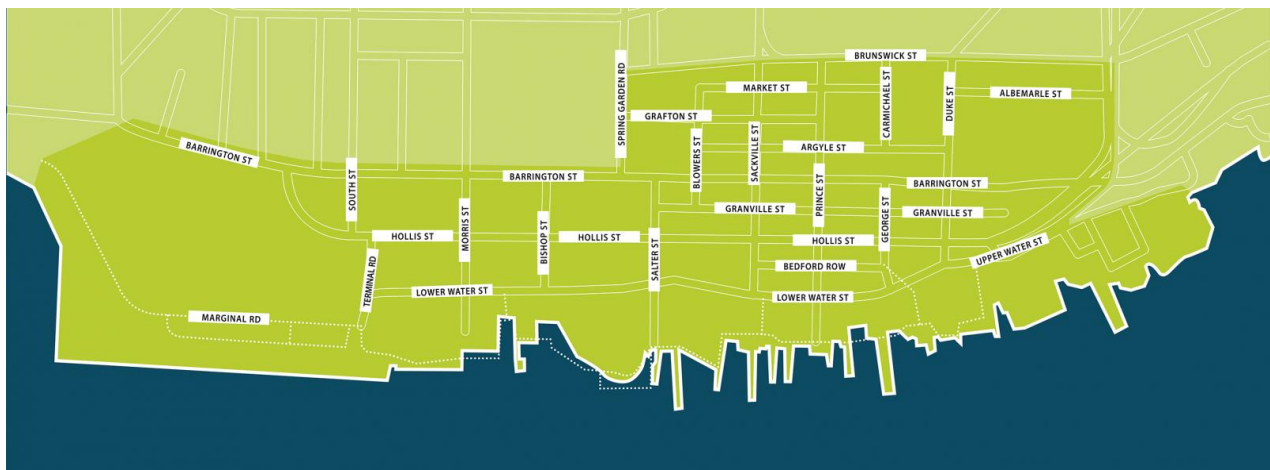 BRUNSWICK ST
SPRING GARDEN RD
MARKET ST
CARMICHAEL ST
DUKE ST
ALBEMARLE ST
GRAFTON ST
BLOWERS ST
SACKVILLE ST
ARGYLE ST
BARRINGTON ST
SOUTH ST
BARRINGTON ST
PRINCE ST
BARRINGTON ST
MORRIS ST
BISHOP ST
GRANVILLE ST
GEORGE ST
GRANVILLE ST
HOLLIS ST
HOLLIS ST
SALTER ST
HOLLIS ST
UPPER WATER ST
TERMINAL RD
BEDFORD ROW
LOWER WATER ST
LOWER WATER ST
MARGINAL RD